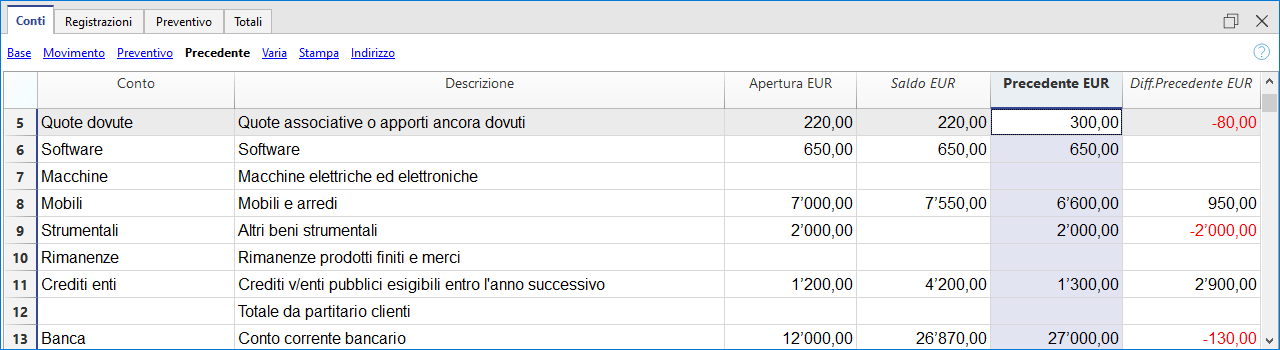 Conti Registrazioni Preventivo Totali
Base Movimento Preventivo Precedente Varia Stampa Indirizzo ?
Conto Descrizione Apertura EUR Saldo EUR Precedente EUR Diff.Precedente EUR
5 Quote dovute Quote associative o apporti ancora dovuti 220,00 220,00 300,00 -80,00
6 Software Software 650,00 650,00 650,00
7 Macchine Macchine elettriche ed elettroniche
8 Mobili Mobili e arredi 7’000,00 7’550,00 6’600,00 950,00
9 Strumentali Altri beni strumentali 2’000,00 2’000,00 -2’000,00
10 Rimanenze Rimanenze prodotti finiti e merci
11 Crediti enti Crediti v/enti pubblici esigibili entro l'anno successivo 1’200,00 4’200,00 1’300,00 2’900,00
12 Totale da partitario clienti
13 Banca Conto corrente bancario 12’000,00 26’870,00 27’000,00 -130,00